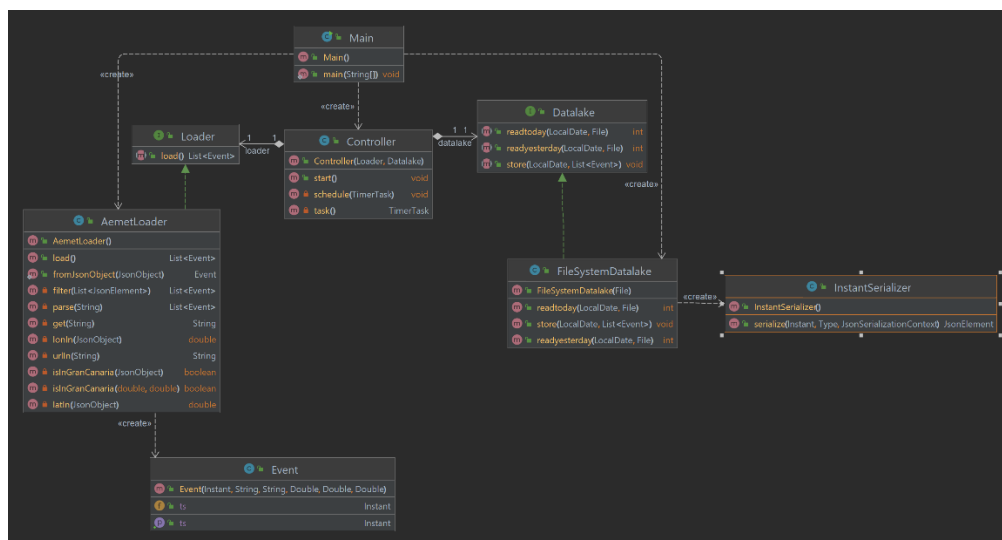 Main
Main()
main(String[]) void
«create»
«create»
«create»
Loader
load() List<Event>
1 1
loader
Controller
Controller(Loader, Datalake)
start() void
schedule(TimerTask) void
task() TimerTask
1 1
datalake
Datalake
readtoday(LocalDate, File) int
readyesterday(LocalDate, File) int
store(LocalDate, List<Event>) void
AemetLoader
AemetLoader()
load() List<Event>
fromJsonObject(JsonObject) Event
filter(List<JsonElement>) List<Event>
parse(String) List<Event>
get(String) String
lonIn(JsonObject) double
urlIn(String) String
isInGranCanaria(JsonObject) boolean
isInGranCanaria(double, double) boolean
latIn(JsonObject) double
«create»
FileSystemDatalake
FileSystemDatalake(File)
readtoday(LocalDate, File) int
store(LocalDate, List<Event>) void
readyesterday(LocalDate, File) int
«create»
InstantSerializer
InstantSerializer()
serialize(Instant, Type, JsonSerializationContext) JsonElement
Event
Event(Instant, String, String, Double, Double, Double)
ts Instant
ts Instant